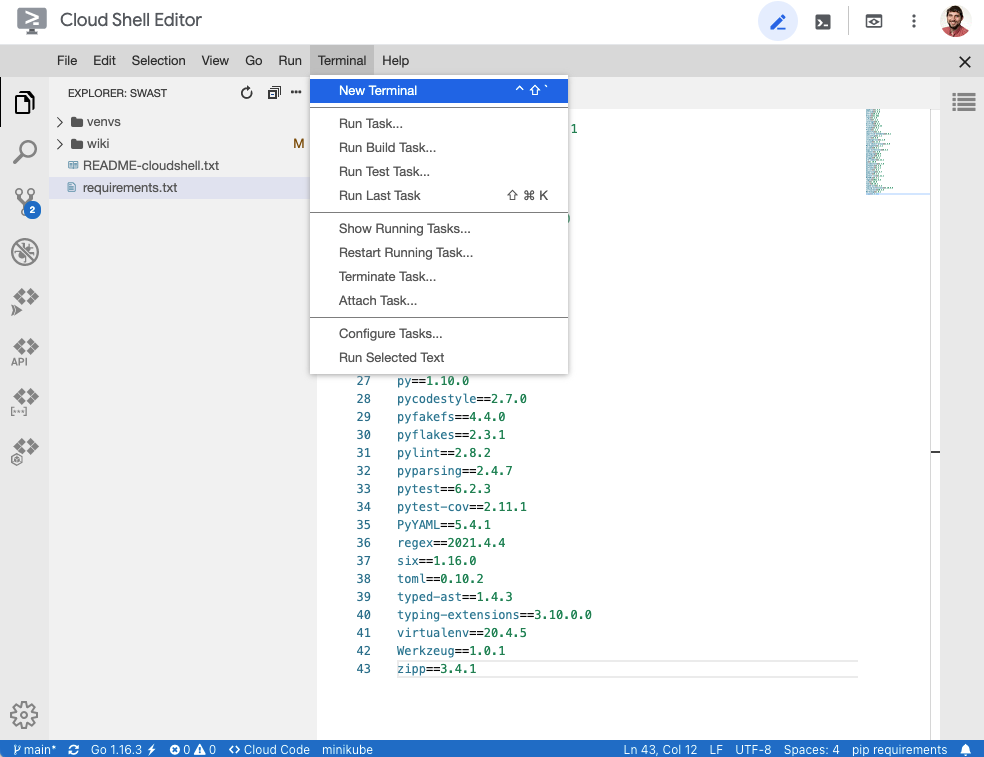 Cloud Shell Editor
File Edit Selection View Go Run Terminal Help
EXPLORER: SWAST
venvs
wiki M
README-cloudshell.txt
requirements.txt
2
API
New Terminal ^ ⇧ `
Run Task...
Run Build Task...
Run Test Task...
Run Last Task ⇧ ⌘ K
Show Running Tasks...
Restart Running Task...
Terminate Task...
Attach Task...
Configure Tasks...
Run Selected Text
1
27 py==1.10.0
28 pycodestyle==2.7.0
29 pyfakefs==4.4.0
30 pyflakes==2.3.1
31 pylint==2.8.2
32 pyparsing==2.4.7
33 pytest==6.2.3
34 pytest-cov==2.11.1
35 PyYAML==5.4.1
36 regex==2021.4.4
37 six==1.16.0
38 toml==0.10.2
39 typed-ast==1.4.3
40 typing-extensions==3.10.0.0
41 virtualenv==20.4.5
42 Werkzeug==1.0.1
43 zipp==3.4.1
main* Go 1.16.3 0 0 <> Cloud Code minikube Ln 43, Col 12 LF UTF-8 Spaces: 4 pip requirements